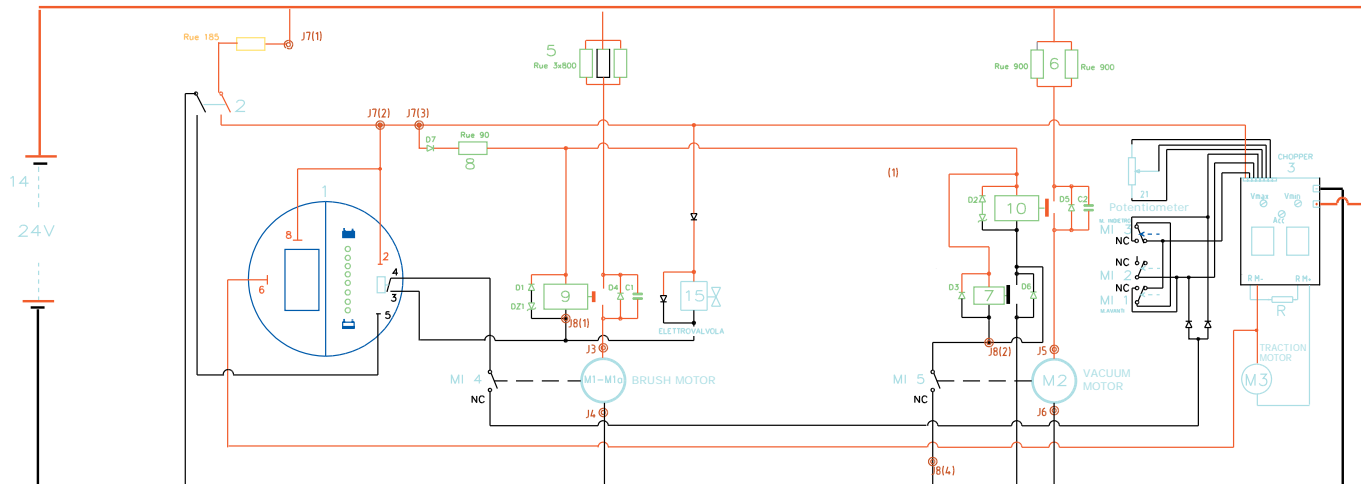 Rue 185
J7(1)
5
Rue 3x800
Rue 900
6
Rue 900
2
J7(2)
J7(3)
D7
Rue 90
8
14
24V
1
8
2
4
3
6
5
(1)
CHOPPER
3
Vmax
Vmin
Acc
21
Potentiometer
D2
10
D5
C2
M. INDIETRO
MI 3
NC
NC
MI 2
NC
MI 1
M.AVANTI
D1
DZ1
9
D4
C1
J8(1)
15
ELETTROVALVOLA
D3
7
D6
J8(2)
R M-
R M+
R
J3
J5
MI 4
NC
M1-M1a
BRUSH MOTOR
MI 5
NC
M2
VACUUM
MOTOR
TRACTION
MOTOR
M3
J4
J6
J8(4)